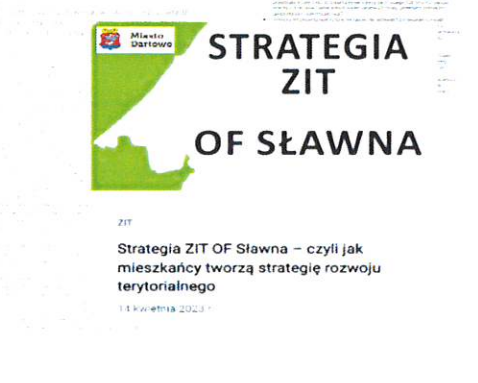 Miasto
Darłowo
STRATEGIA
ZIT
OF SŁAWNA
ZIT
Strategia ZIT OF Sławna – czyli jak
mieszkańcy tworzą strategię rozwoju
terytorialnego
14 kwietnia 2023